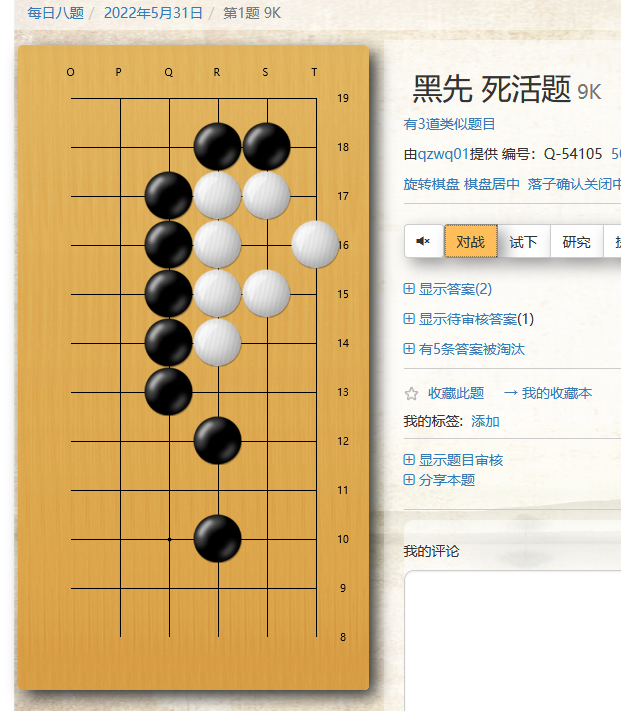 每日八题 / 2022年5月31日 / 第1题 9K
O P Q R S T
19
18
17
16
15
14
13
12
11
10
9
8
黑先 死活题 9K
有3道类似题目
由qzwq01提供 编号: Q-54105
旋转棋盘 棋盘居中 落子确认关闭中
对战 试下 研究
显示答案(2)
显示待审核答案(1)
有5条答案被淘汰
收藏此题 → 我的收藏本
我的标签: 添加
显示题目审核
分享本题
我的评论